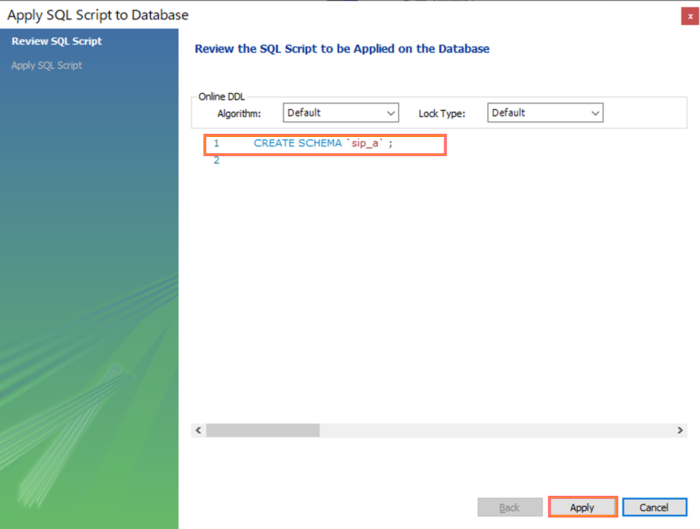 Apply SQL Script to Database
x
Review SQL Script
Apply SQL Script
Review the SQL Script to be Applied on the Database
Online DDL
Algorithm: Default Lock Type: Default
1 CREATE SCHEMA `sip_a` ;
2
Back Apply Cancel